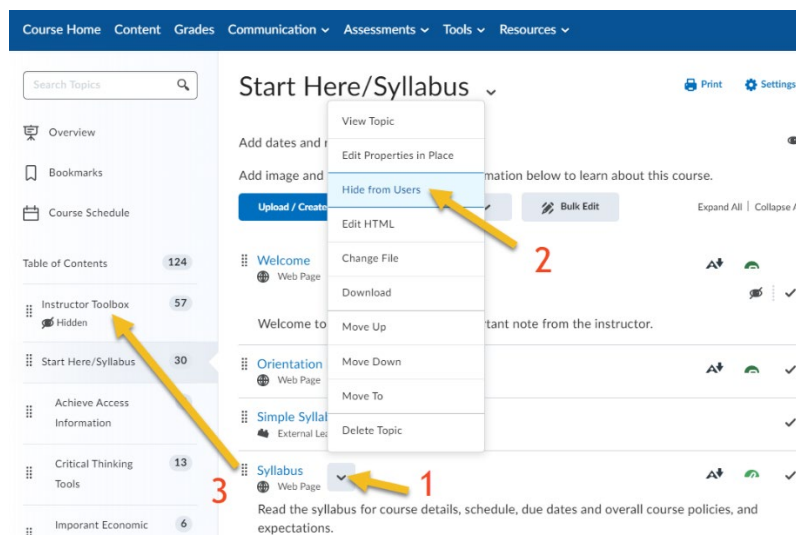 Course Home Content Grades Communication Assessments Tools Resources
Search Topics
Overview
Bookmarks
Course Schedule
Table of Contents 124
Instructor Toolbox 57
Hidden
Start Here/Syllabus 30
Achieve Access
Information
Critical Thinking 13
Tools
Imporant Economic 6
Start Here/Syllabus
Print Settings
Add dates and
Add image and mation below to learn about this course.
Upload / Create Bulk Edit Expand All | Collapse A
View Topic
Edit Properties in Place
Hide from Users
Edit HTML
Change File
Download
Move Up
Move Down
Move To
Delete Topic
Welcome
Web Page
Welcome to rtant note from the instructor.
Orientation
Web Page
Simple Syllal
External Lea
Syllabus
Web Page
Read the syllabus for course details, schedule, due dates and overall course policies, and
expectations.
1
2
3